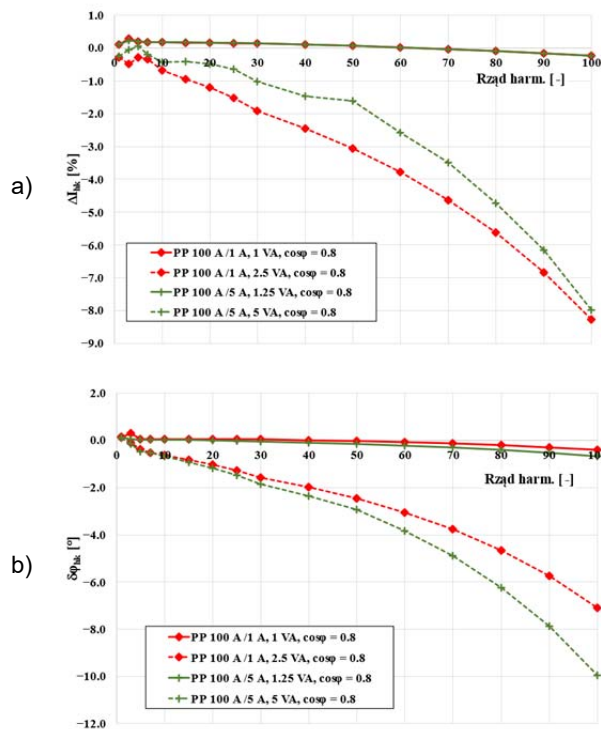 a)
1.0
0.0
−1.0
−2.0
−3.0
−4.0
−5.0
−6.0
−7.0
−8.0
−9.0
0 10 20 30 40 50 60 70 80 90 100
Rząd harm. [-]
ΔI_hk [%]
PP 100 A /1 A, 1 VA, cosφ = 0.8
PP 100 A /1 A, 2.5 VA, cosφ = 0.8
PP 100 A /5 A, 1.25 VA, cosφ = 0.8
PP 100 A /5 A, 5 VA, cosφ = 0.8
b)
2.0
0.0
−2.0
−4.0
−6.0
−8.0
−10.0
−12.0
0 10 20 30 40 50 60 70 80 90 100
Rząd harm. [-]
δφ_hk [°]
PP 100 A /1 A, 1 VA, cosφ = 0.8
PP 100 A /1 A, 2.5 VA, cosφ = 0.8
PP 100 A /5 A, 1.25 VA, cosφ = 0.8
PP 100 A /5 A, 5 VA, cosφ = 0.8